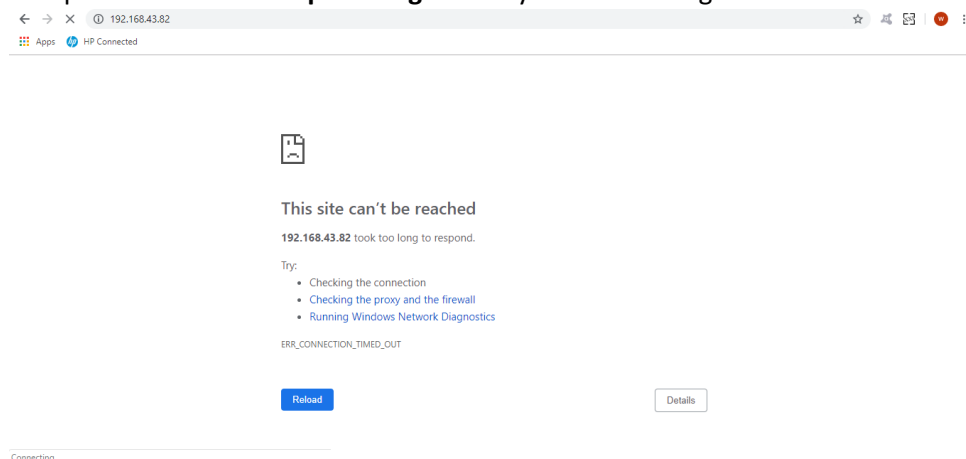 192.168.43.82
Apps HP Connected
This site can't be reached
192.168.43.82 took too long to respond.
Try:
• Checking the connection
• Checking the proxy and the firewall
• Running Windows Network Diagnostics
ERR_CONNECTION_TIMED_OUT
Reload Details
Connecting